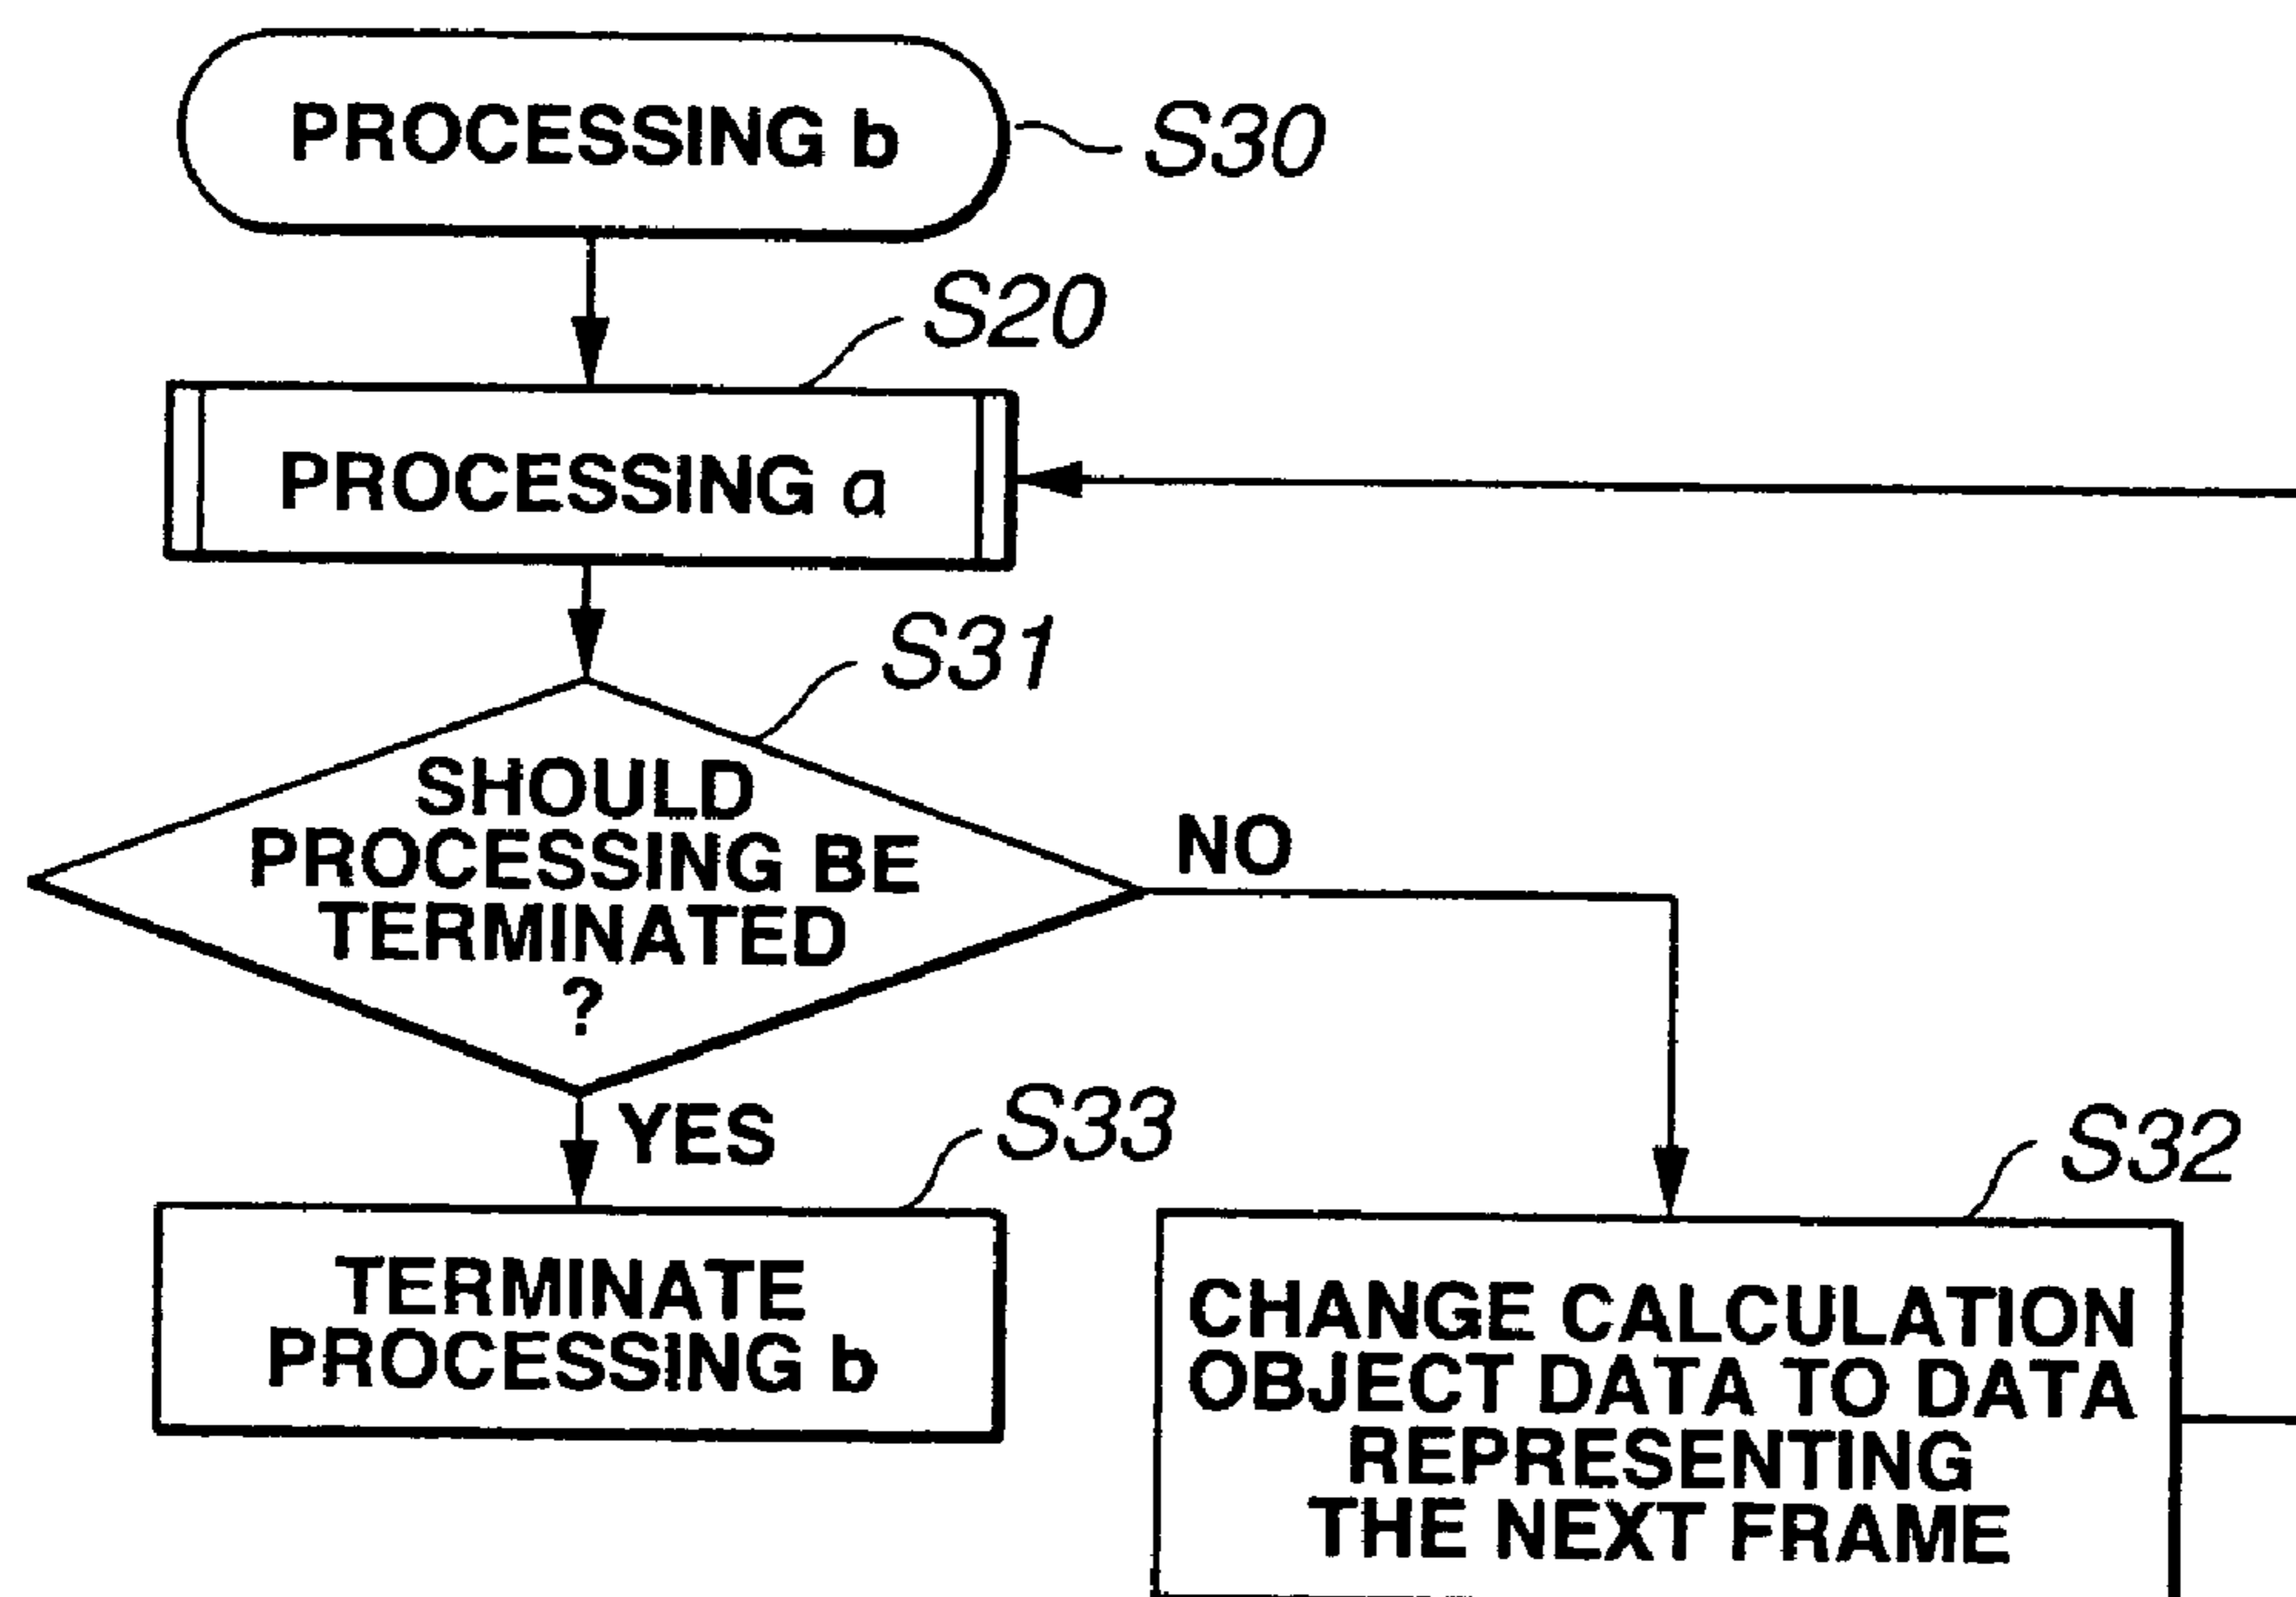 PROCESSING b
S30
S20
PROCESSING a
S31
SHOULD
PROCESSING BE
TERMINATED
?
NO
YES
S33
S32
TERMINATE
PROCESSING b
CHANGE CALCULATION
OBJECT DATA TO DATA
REPRESENTING
THE NEXT FRAME